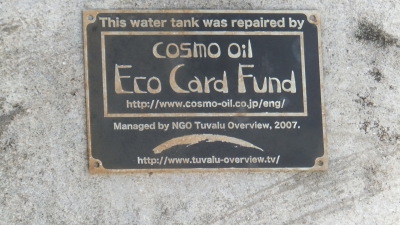 This water tank was repaired by
cosmo oil
Eco Card Fund
http://www.cosmo-oil.co.jp/eng/
Managed by NGO Tuvalu Overview, 2007.
http://www.tuvalu-overview.tv/